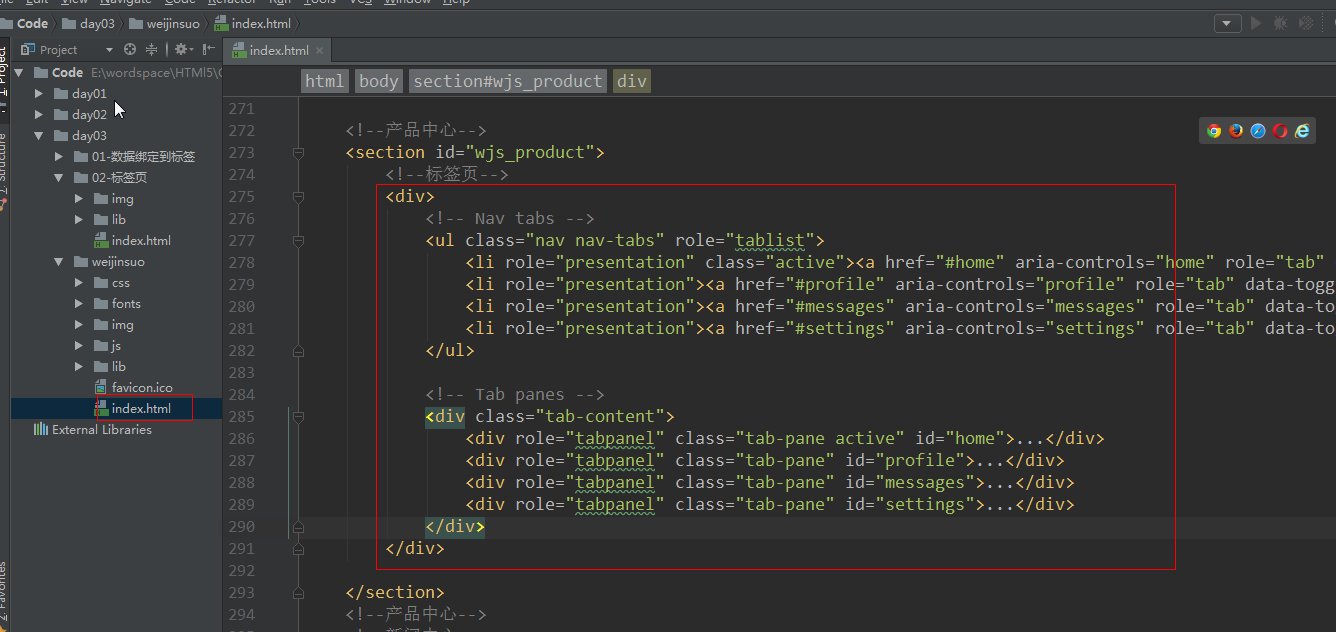 Edit View Navigate Code Refactor Run Tools VCS Window Help
Code day03 weijinsuo index.html
Project
index.html
1: Project
Code E:\wordspace\HTMl5\C
day01
day02
day03
01-数据绑定到标签
02-标签页
img
lib
index.html
weijinsuo
css
fonts
img
js
lib
favicon.ico
index.html
External Libraries
Structure
2: Favorites
html body section#wjs_product div
271
272 <!--产品中心-->
273 <section id="wjs_product">
274 <!--标签页-->
275 <div>
276 <!-- Nav tabs -->
277 <ul class="nav nav-tabs" role="tablist">
278 <li role="presentation" class="active"><a href="#home" aria-controls="home" role="tab"
279 <li role="presentation"><a href="#profile" aria-controls="profile" role="tab" data-togg
280 <li role="presentation"><a href="#messages" aria-controls="messages" role="tab" data-to
281 <li role="presentation"><a href="#settings" aria-controls="settings" role="tab" data-to
282 </ul>
283
284 <!-- Tab panes -->
285 <div class="tab-content">
286 <div role="tabpanel" class="tab-pane active" id="home">...</div>
287 <div role="tabpanel" class="tab-pane" id="profile">...</div>
288 <div role="tabpanel" class="tab-pane" id="messages">...</div>
289 <div role="tabpanel" class="tab-pane" id="settings">...</div>
290 </div>
291 </div>
292
293 </section>
294 <!--产品中心-->